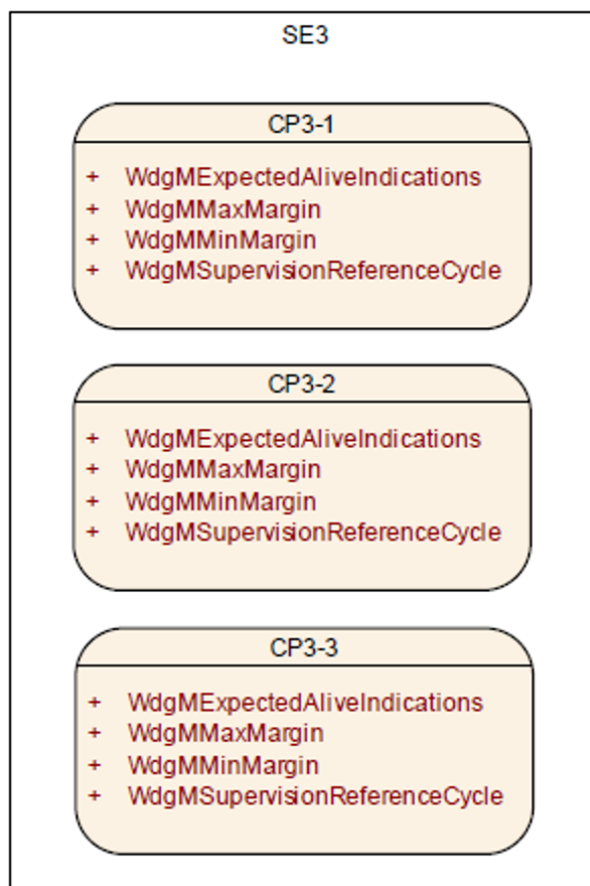 SE3
CP3-1
+ WdgMExpectedAliveIndications
+ WdgMMaxMargin
+ WdgMMinMargin
+ WdgMSupervisionReferenceCycle
CP3-2
+ WdgMExpectedAliveIndications
+ WdgMMaxMargin
+ WdgMMinMargin
+ WdgMSupervisionReferenceCycle
CP3-3
+ WdgMExpectedAliveIndications
+ WdgMMaxMargin
+ WdgMMinMargin
+ WdgMSupervisionReferenceCycle